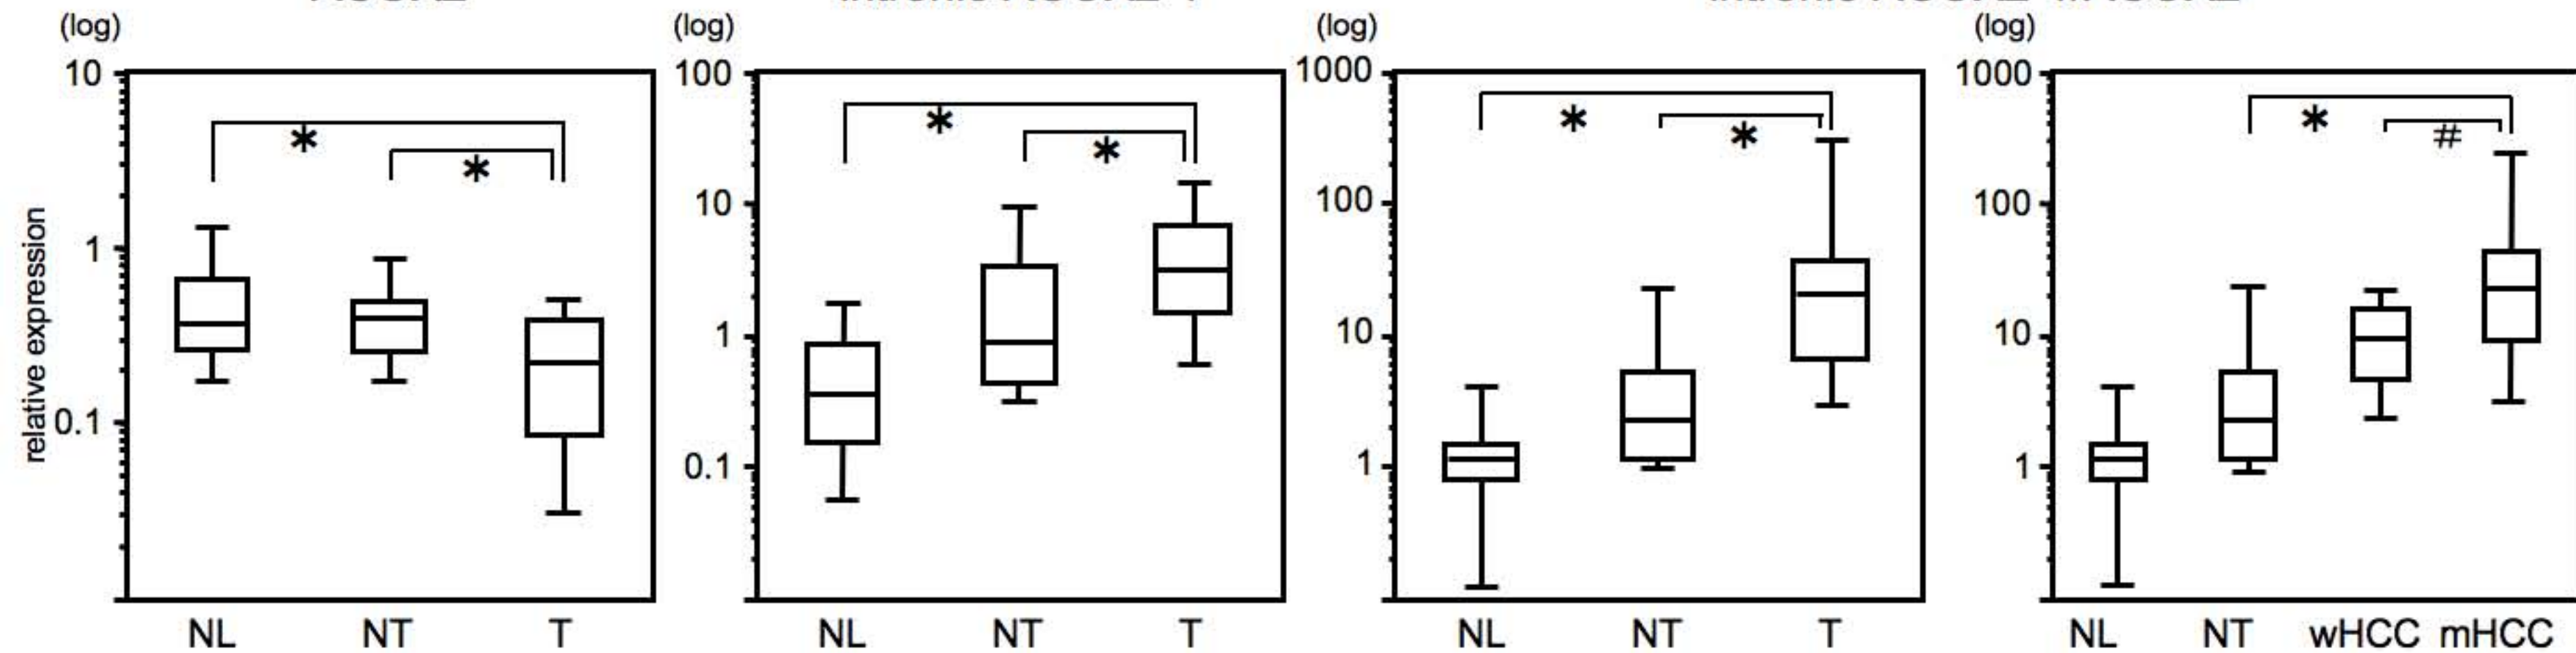 (log) (log) (log) (log)
10 100 1000 1000
* * * *
* * * #
10 100 100
1 1 10 10
0.1 0.1 1 1
relative expression
NL NT T NL NT T NL NT T NL NT wHCC mHCC